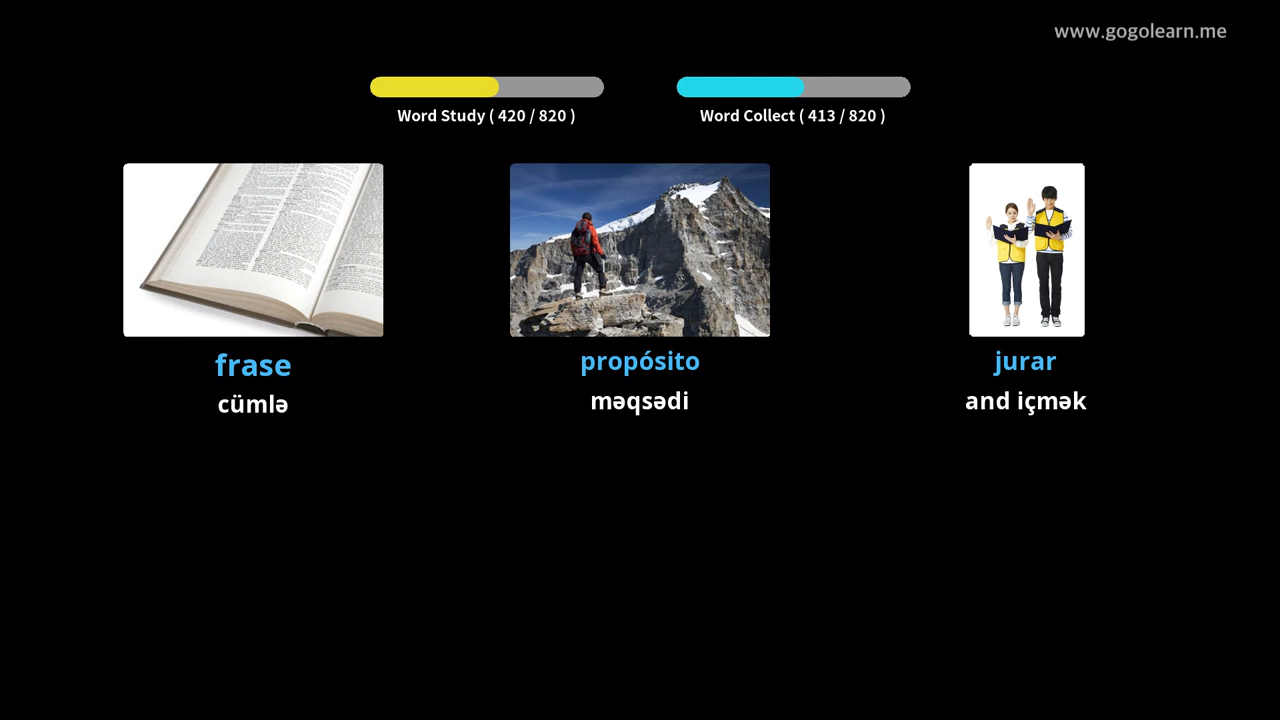 www.gogolearn.me
Word Study ( 420 / 820 )
Word Collect ( 413 / 820 )
frase
cümlə
propósito
məqsədi
jurar
and içmək